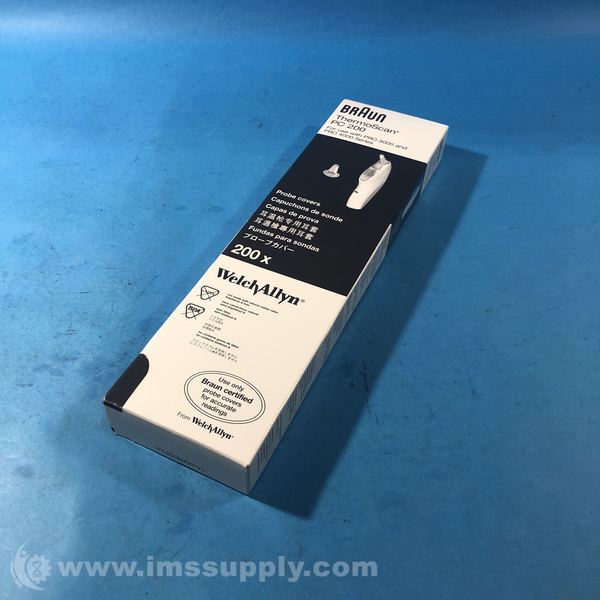 BRAUN
ThermoScan®
PC 200
For use with PRO 3000 and
PRO 4000 Series
Probe covers
Capuchons de sonde
Capas de prova
耳温枪专用耳套
耳溫槍專用耳套
Fundas para sondas
プローブカバー
200 x
WelchAllyn®
Use only
Braun certified
probe covers
for accurate
readings
From WelchAllyn®
www.imssupply.com